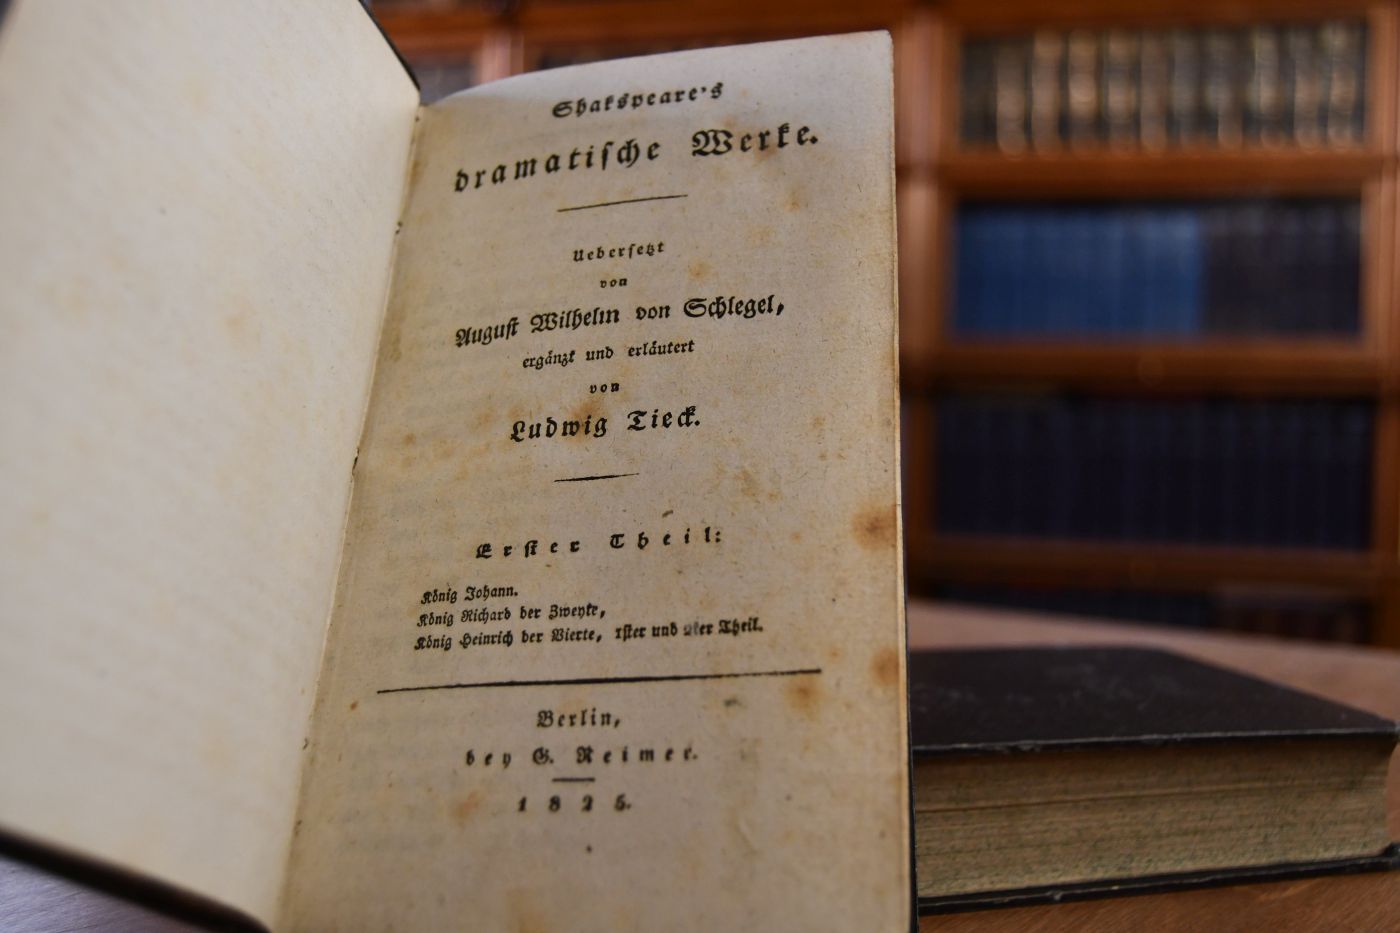 Shakspeare's
dramatiſche Werke.
Ueberſetzt
von
Auguſt Wilhelm von Schlegel,
ergänzt und erläutert
von
Ludwig Tieck.
Erſter Theil:
König Johann.
König Richard der Zweyte,
König Heinrich der Vierte, 1ſter und 2ter Theil.
Berlin,
bey G. Reimer.
1825.